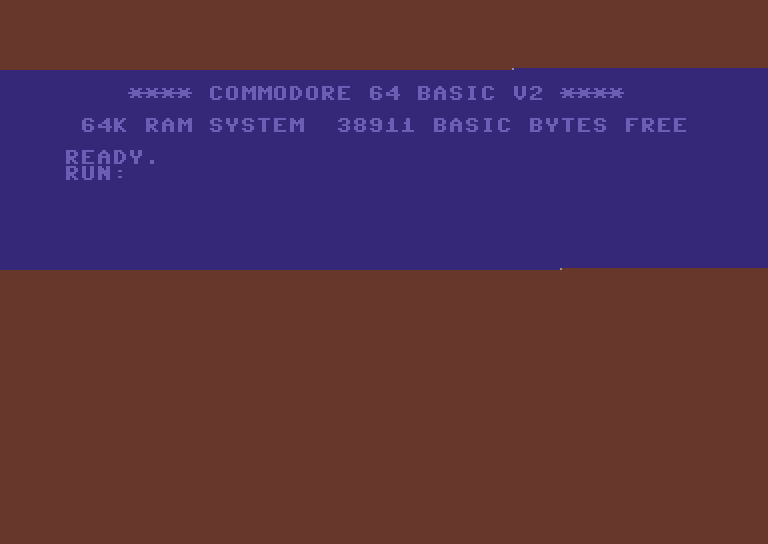 **** COMMODORE 64 BASIC V2 ****
64K RAM SYSTEM  38911 BASIC BYTES FREE
READY.
RUN: